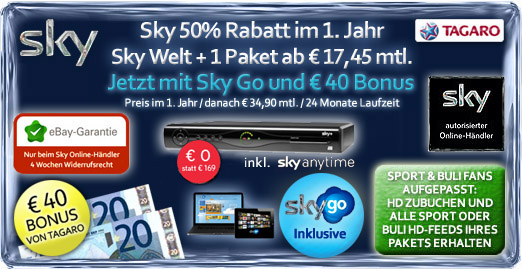 sky
Sky 50% Rabatt im 1. Jahr
TAGARO
Sky Welt + 1 Paket ab € 17,45 mtl.
Jetzt mit Sky Go und € 40 Bonus
Preis im 1. Jahr / danach € 34,90 mtl. / 24 Monate Laufzeit
sky
autorisierter
Online-Händler
eBay-Garantie
Nur beim Sky Online-Händler
4 Wochen Widerrufsrecht
€ 0
statt € 169
inkl. sky anytime
€ 40
BONUS
VON TAGARO
20
20
sky go
Inklusive
SPORT & BULI FANS
AUFGEPASST:
HD ZUBUCHEN UND
ALLE SPORT ODER
BULI HD-FEEDS IHRES
PAKETS ERHALTEN